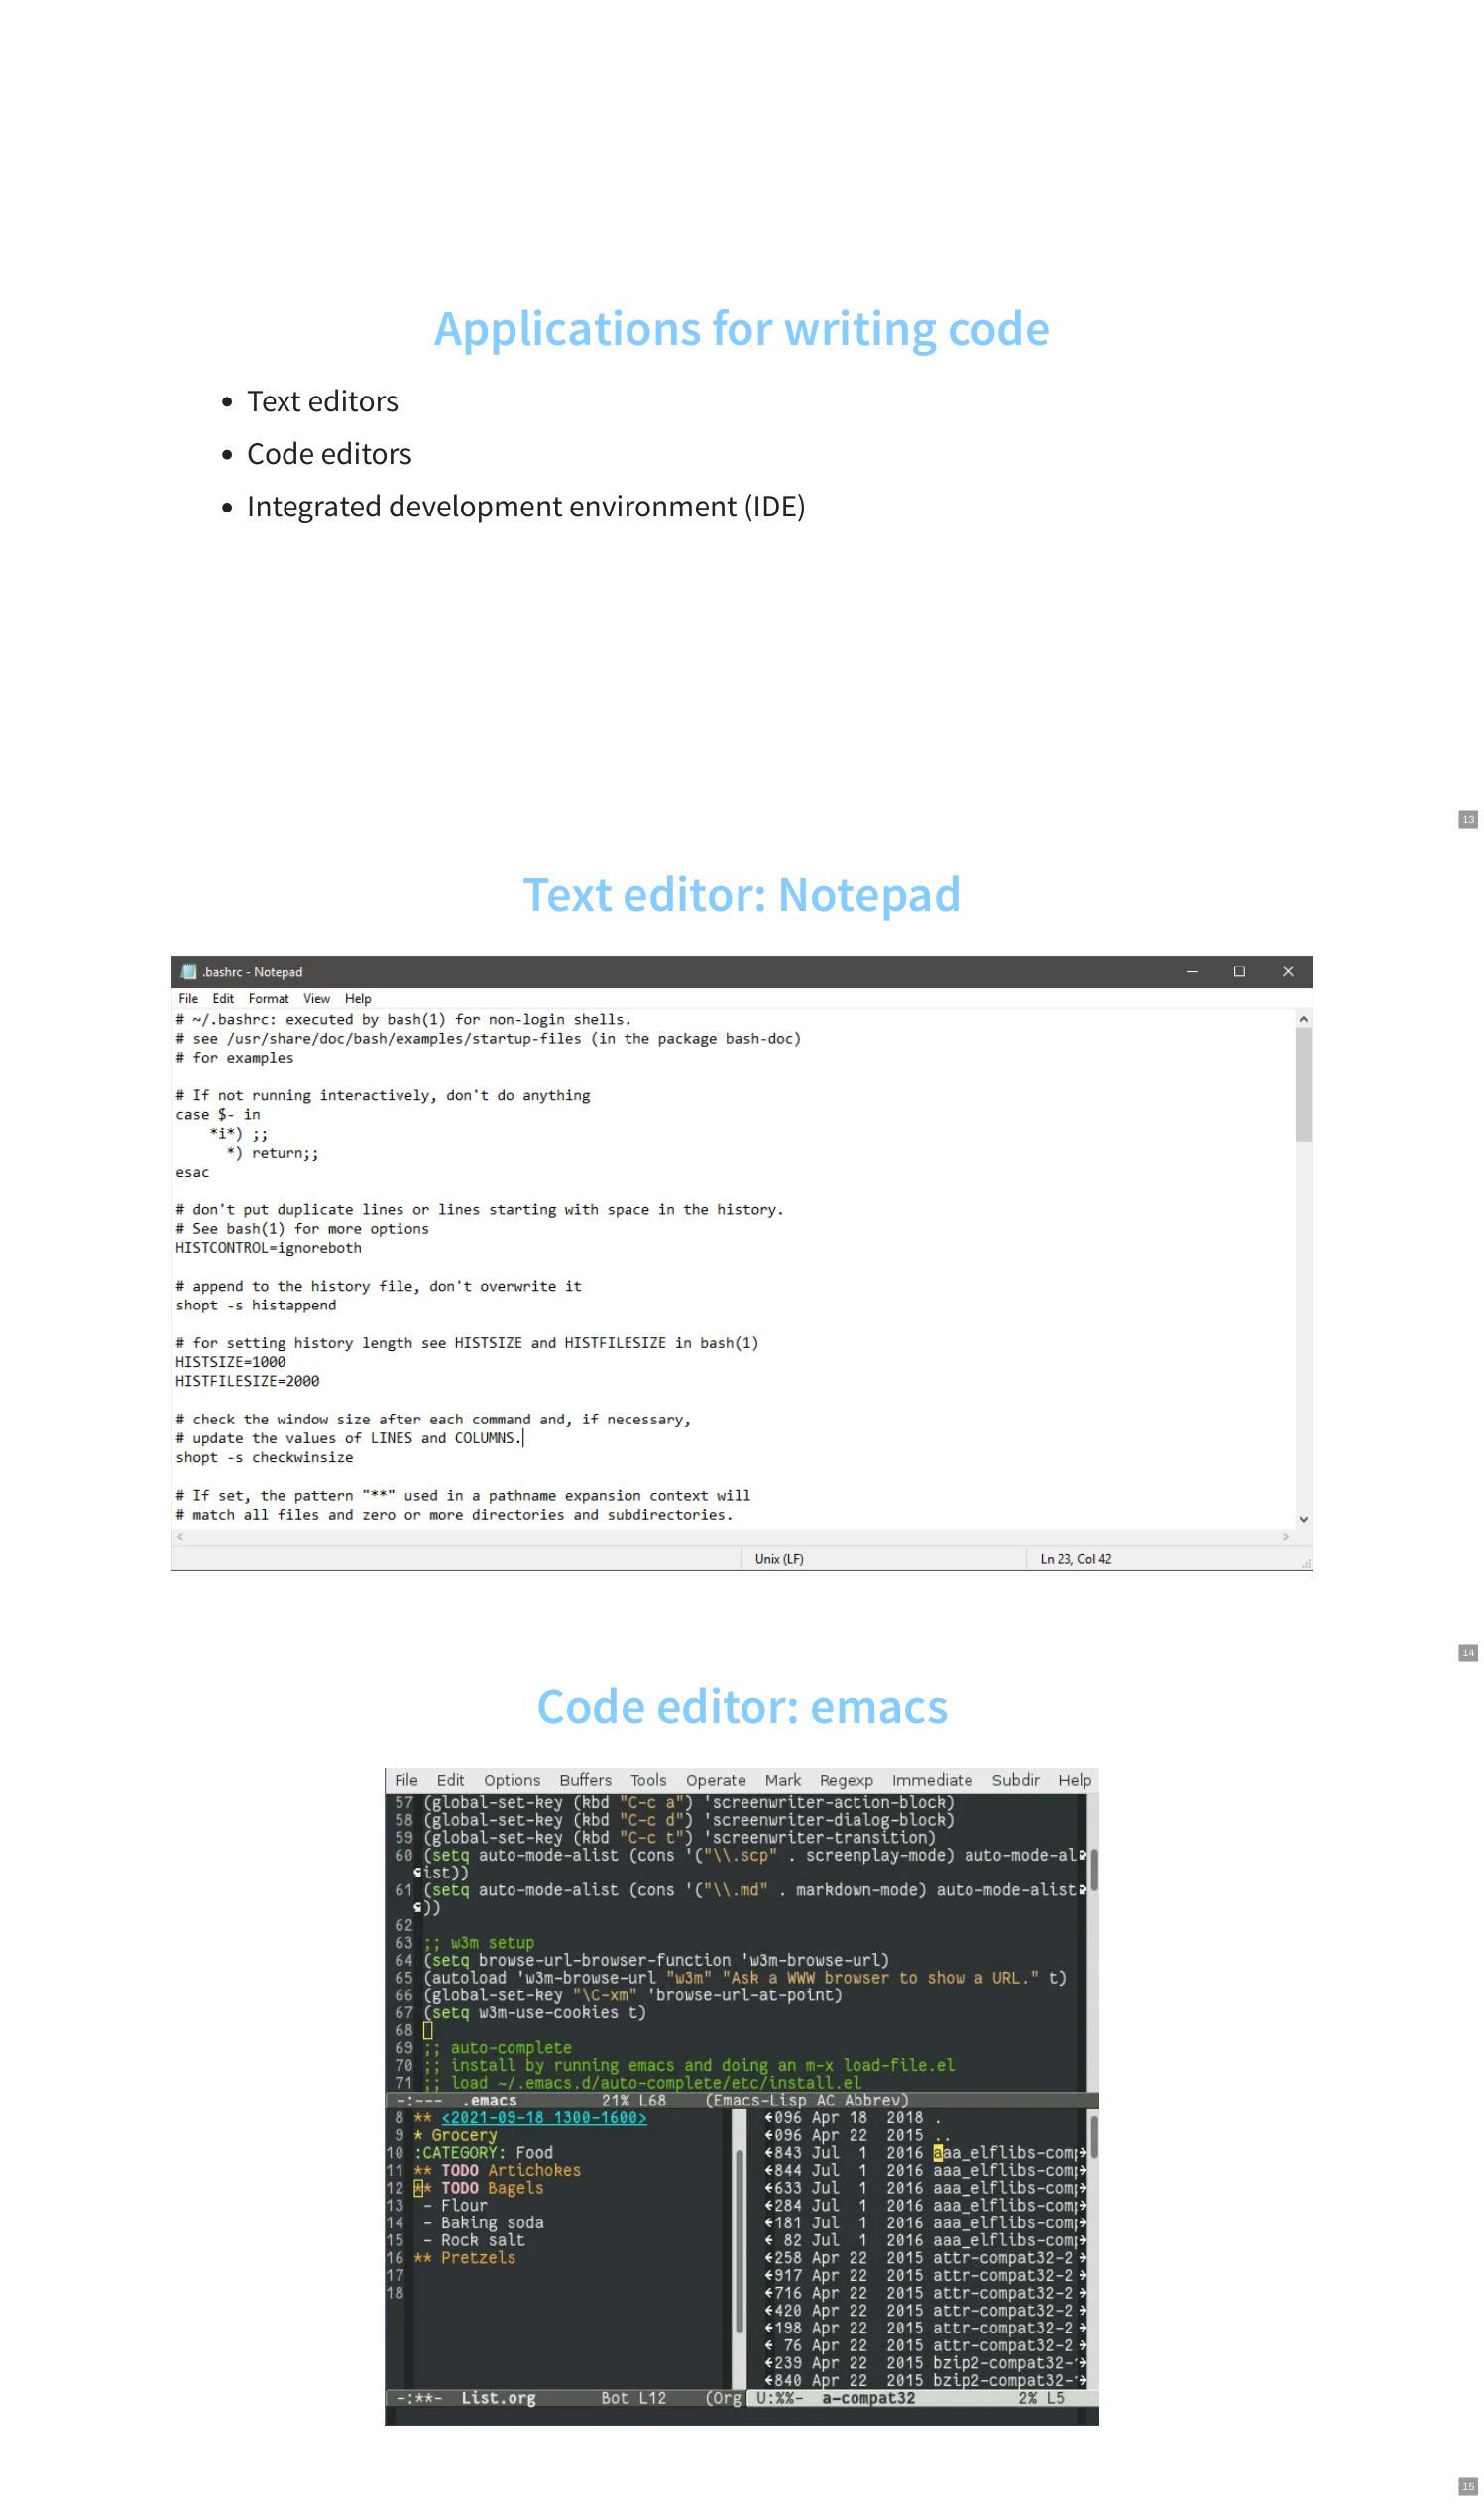 Applications for writing code
• Text editors
• Code editors
• Integrated development environment (IDE)
13
Text editor: Notepad
.bashrc - Notepad
File Edit Format View Help
# ~/.bashrc: executed by bash(1) for non-login shells.
# see /usr/share/doc/bash/examples/startup-files (in the package bash-doc)
# for examples
# If not running interactively, don't do anything
case $- in
    *i*) ;;
      *) return;;
esac
# don't put duplicate lines or lines starting with space in the history.
# See bash(1) for more options
HISTCONTROL=ignoreboth
# append to the history file, don't overwrite it
shopt -s histappend
# for setting history length see HISTSIZE and HISTFILESIZE in bash(1)
HISTSIZE=1000
HISTFILESIZE=2000
# check the window size after each command and, if necessary,
# update the values of LINES and COLUMNS.
shopt -s checkwinsize
# If set, the pattern "**" used in a pathname expansion context will
# match all files and zero or more directories and subdirectories.
Unix (LF) Ln 23, Col 42
14
Code editor: emacs
File Edit Options Buffers Tools Operate Mark Regexp Immediate Subdir Help
57 (global-set-key (kbd "C-c a") 'screenwriter-action-block)
58 (global-set-key (kbd "C-c d") 'screenwriter-dialog-block)
59 (global-set-key (kbd "C-c t") 'screenwriter-transition)
60 (setq auto-mode-alist (cons '("\\.scp" . screenplay-mode) auto-mode-al
ist))
61 (setq auto-mode-alist (cons '("\\.md" . markdown-mode) auto-mode-alist
))
62
63 ;; w3m setup
64 (setq browse-url-browser-function 'w3m-browse-url)
65 (autoload 'w3m-browse-url "w3m" "Ask a WWW browser to show a URL." t)
66 (global-set-key "\C-xm" 'browse-url-at-point)
67 (setq w3m-use-cookies t)
68
69 ;; auto-complete
70 ;; install by running emacs and doing an m-x load-file.el
71 ;; load ~/.emacs.d/auto-complete/etc/install.el
-:--- .emacs 21% L68 (Emacs-Lisp AC Abbrev)
8 ** <2021-09-18 1300-1600>
9 * Grocery
10 :CATEGORY: Food
11 ** TODO Artichokes
12 ** TODO Bagels
13 - Flour
14 - Baking soda
15 - Rock salt
16 ** Pretzels
17
18
-:**- List.org Bot L12 (Org
096 Apr 18 2018 .
096 Apr 22 2015 ..
843 Jul 1 2016 aaa_elflibs-com
844 Jul 1 2016 aaa_elflibs-com
633 Jul 1 2016 aaa_elflibs-com
284 Jul 1 2016 aaa_elflibs-com
181 Jul 1 2016 aaa_elflibs-com
82 Jul 1 2016 aaa_elflibs-com
258 Apr 22 2015 attr-compat32-2
917 Apr 22 2015 attr-compat32-2
716 Apr 22 2015 attr-compat32-2
420 Apr 22 2015 attr-compat32-2
198 Apr 22 2015 attr-compat32-2
76 Apr 22 2015 attr-compat32-2
239 Apr 22 2015 bzip2-compat32-
840 Apr 22 2015 bzip2-compat32-
U:%%- a-compat32 2% L5
15